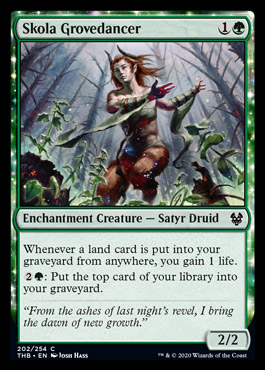 Skola Grovedancer 1
Enchantment Creature — Satyr Druid
Whenever a land card is put into your
graveyard from anywhere, you gain 1 life.
2 : Put the top card of your library into
your graveyard.
“From the ashes of last night’s revel, I bring
the dawn of new growth.”
2/2
202/254 C
THB • EN Josh Hass
™ & © 2020 Wizards of the Coast